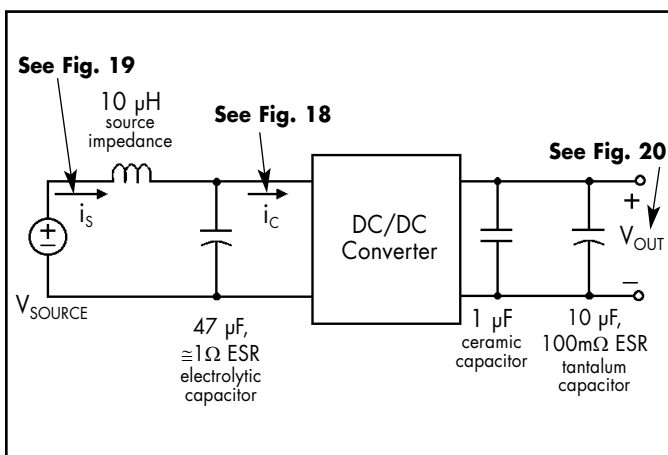 See Fig. 19
10 µH
source
impedance
See Fig. 18
See Fig. 20
iS
iC
DC/DC
Converter
+
VOUT
−
+
−
VSOURCE
47 µF,
≅1Ω ESR
electrolytic
capacitor
1 µF
ceramic
capacitor
10 µF,
100mΩ ESR
tantalum
capacitor